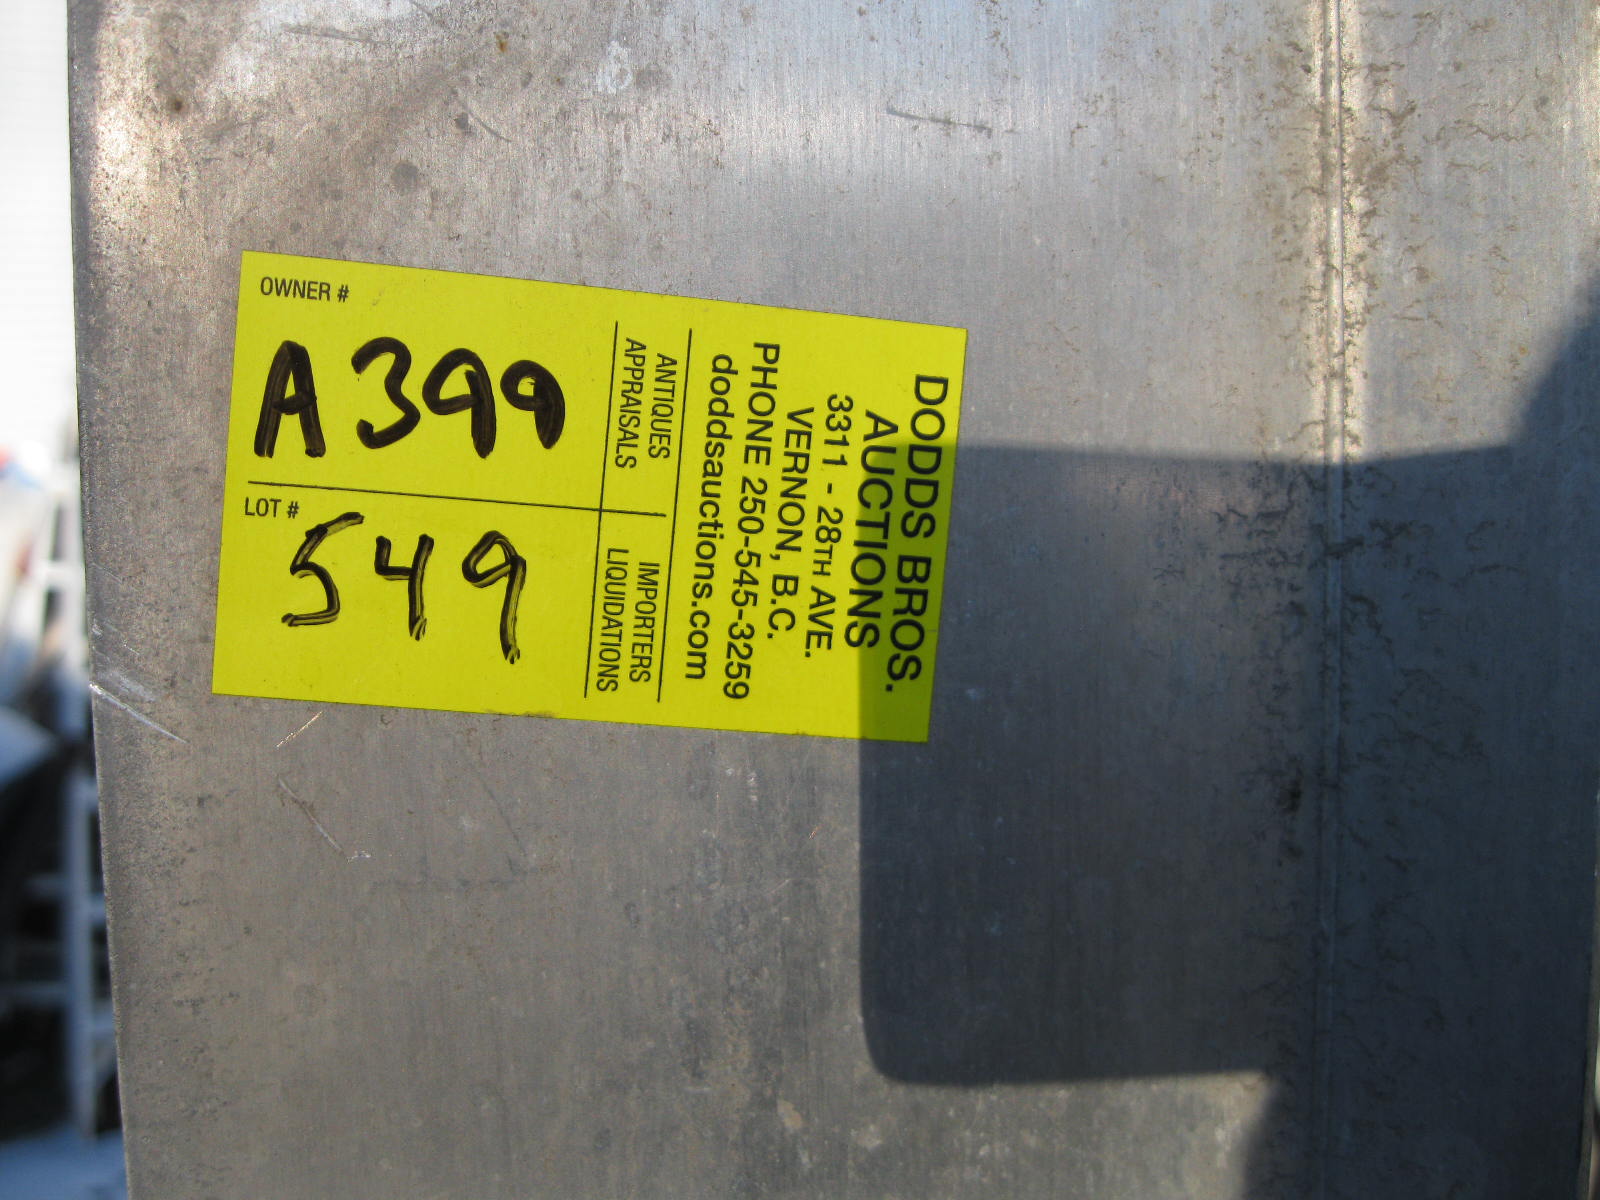 OWNER #
A399
LOT #
549
DODDS BROS.
AUCTIONS
3311 - 28TH AVE.
VERNON, B.C.
PHONE 250-545-3259
doddsauctions.com
ANTIQUES
APPRAISALS
IMPORTERS
LIQUIDATIONS